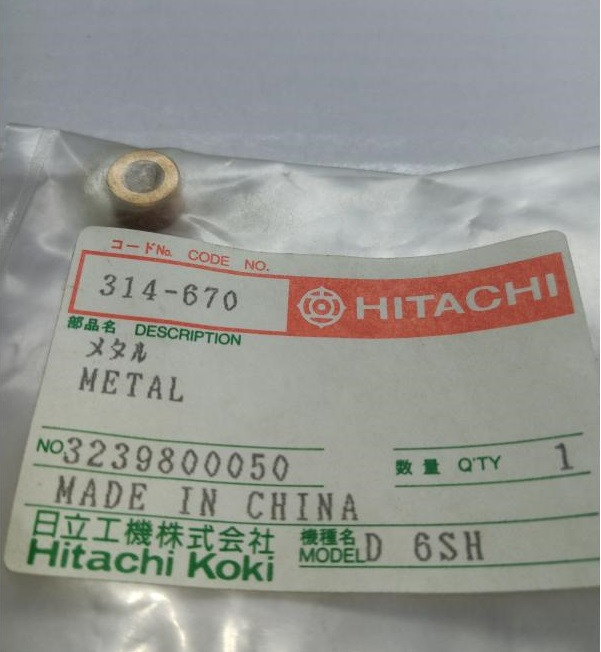 コードNo. CODE NO.
314-670 HITACHI
部品名 DESCRIPTION
メタル
METAL
NO.3239800050 数量 Q'TY 1
MADE IN CHINA
日立工機株式会社 機種名
Hitachi Koki MODEL D 6SH